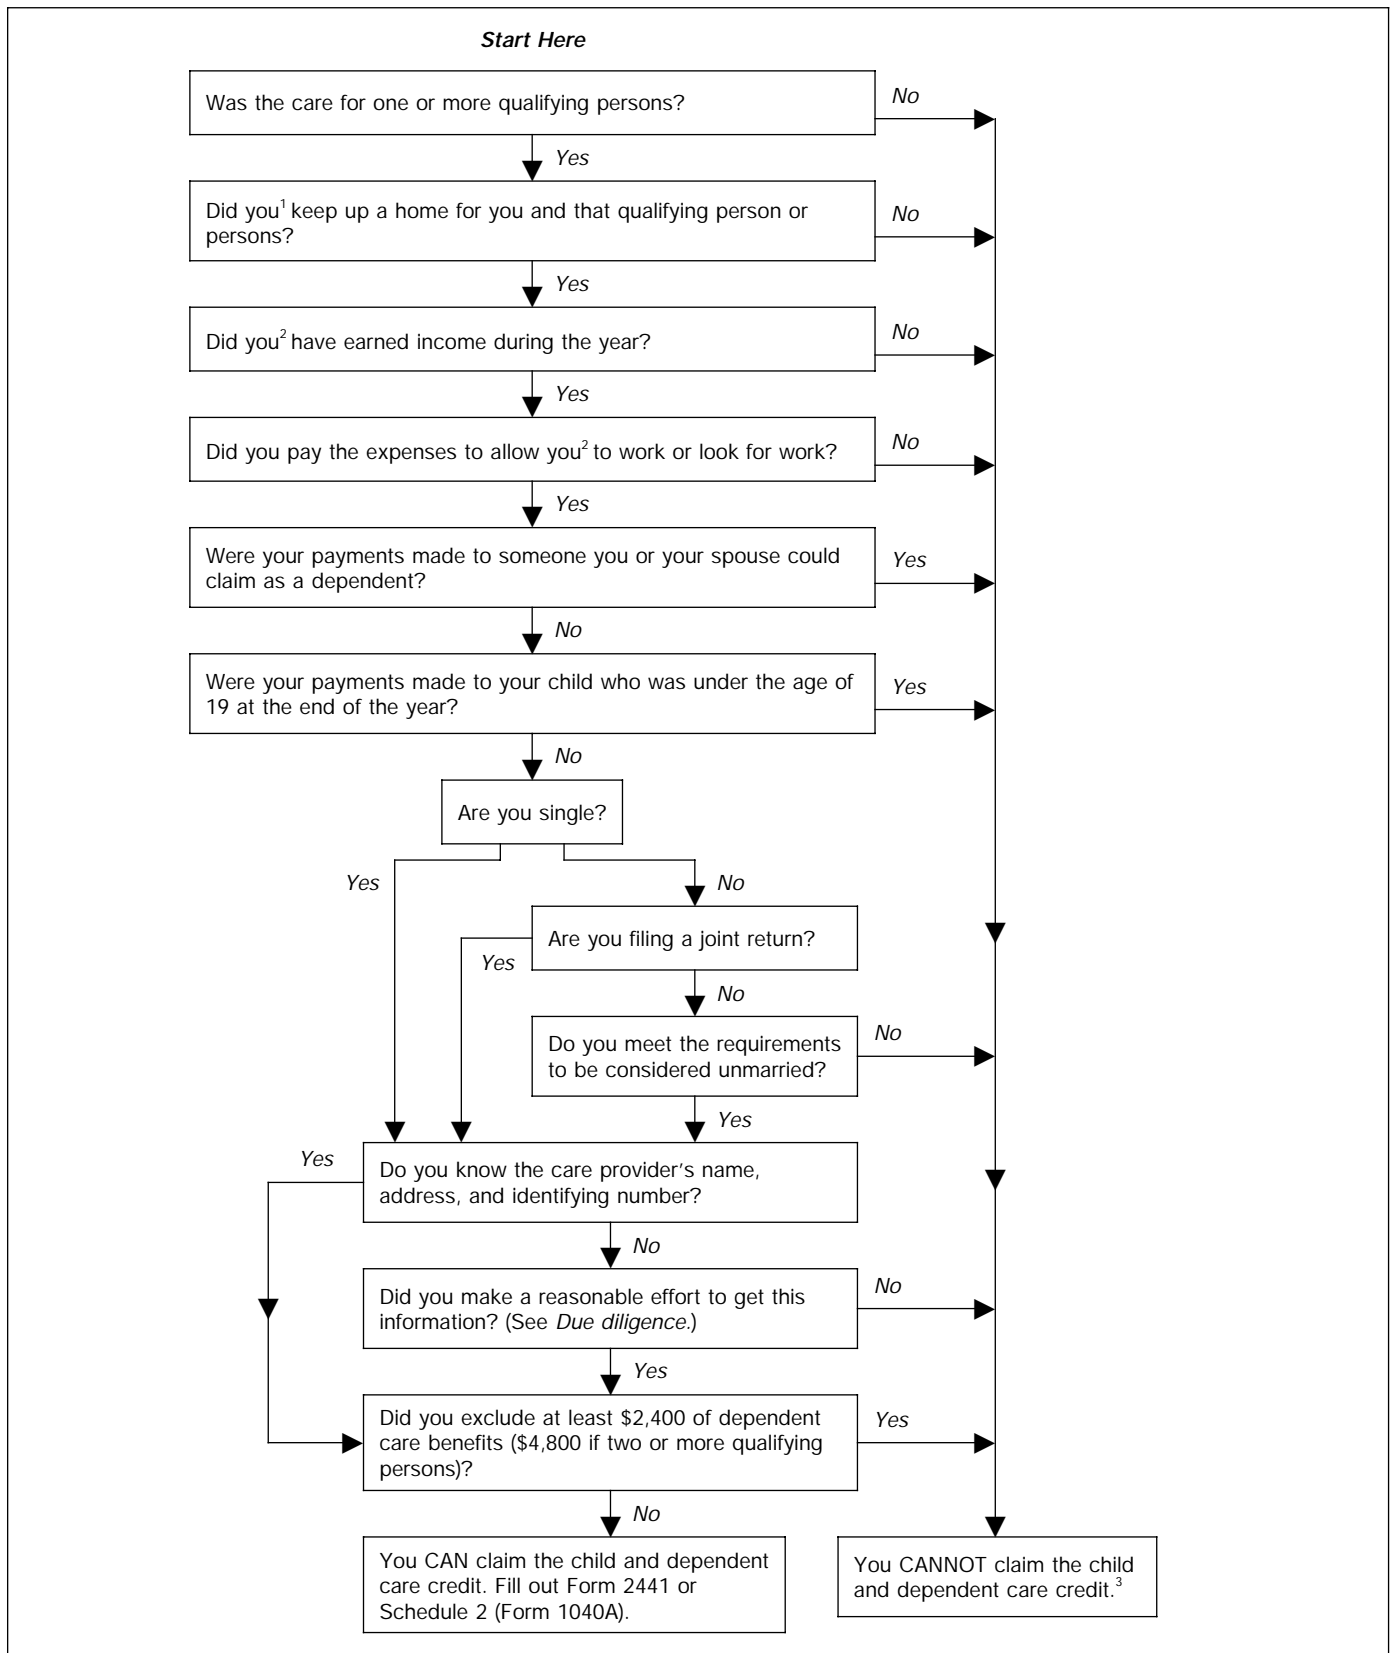 Start Here
Was the care for one or more qualifying persons?
No
Yes
Did you¹ keep up a home for you and that qualifying person or
persons?
No
Yes
Did you² have earned income during the year?
No
Yes
Did you pay the expenses to allow you² to work or look for work?
No
Yes
Were your payments made to someone you or your spouse could
claim as a dependent?
Yes
No
Were your payments made to your child who was under the age of
19 at the end of the year?
Yes
No
Are you single?
Yes
No
Are you filing a joint return?
Yes
No
Do you meet the requirements
to be considered unmarried?
No
Yes
Yes
Do you know the care provider's name,
address, and identifying number?
No
Did you make a reasonable effort to get this
information? (See Due diligence.)
No
Yes
Did you exclude at least $2,400 of dependent
care benefits ($4,800 if two or more qualifying
persons)?
Yes
No
You CAN claim the child and dependent
care credit. Fill out Form 2441 or
Schedule 2 (Form 1040A).
You CANNOT claim the child
and dependent care credit.³